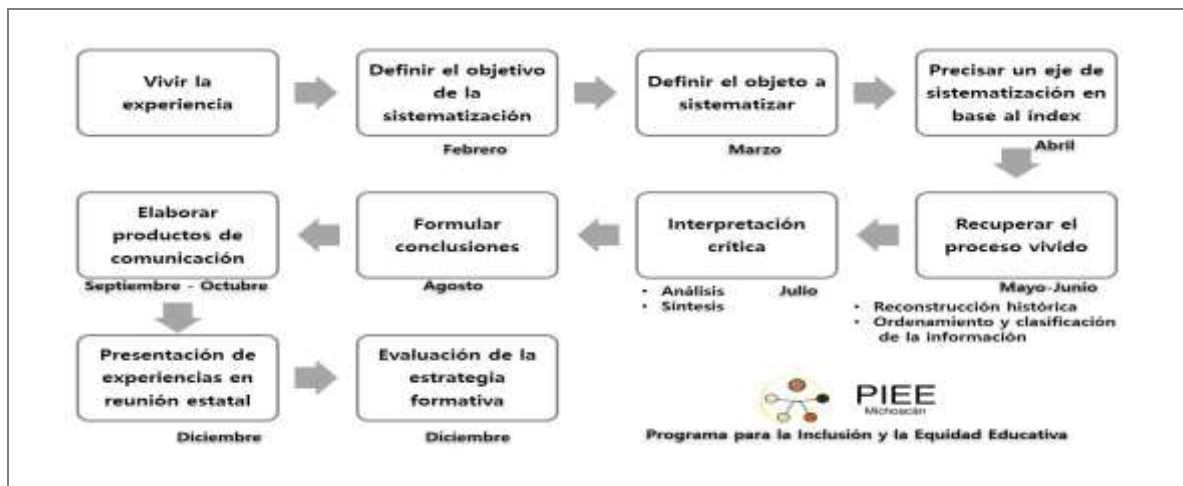 Vivir la
experiencia
Definir el objetivo
de la
sistematización
Febrero
Definir el objeto a
sistematizar
Marzo
Precisar un eje de
sistematización en
base al índex
Abril
Recuperar el
proceso vivido
Mayo-Junio
• Reconstrucción histórica
• Ordenamiento y clasificación
de la información
Interpretación
crítica
Julio
• Análisis
• Síntesis
Formular
conclusiones
Agosto
Elaborar
productos de
comunicación
Septiembre - Octubre
Presentación de
experiencias en
reunión estatal
Diciembre
Evaluación de la
estrategia
formativa
Diciembre
PIEE
Michoacán
Programa para la Inclusión y la Equidad Educativa